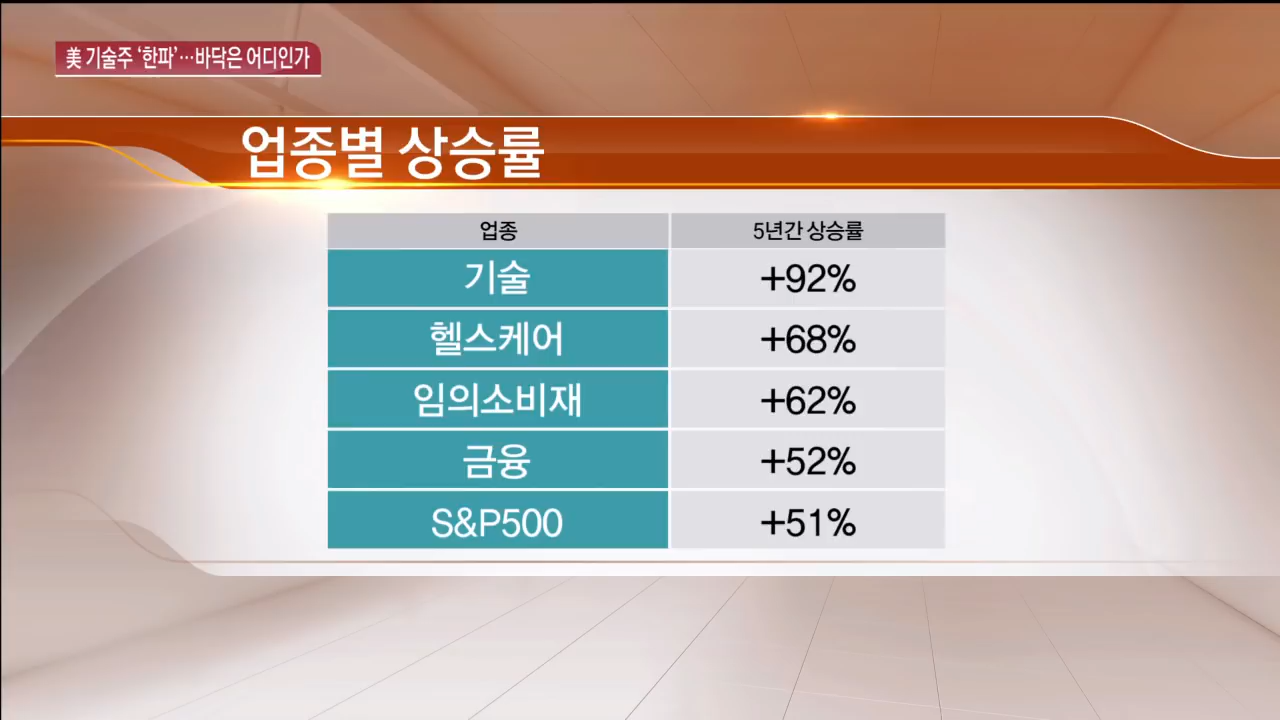 美 기술주 ‘한파’…바닥은 어디인가
업종별 상승률
업종 5년간 상승률
기술 +92%
헬스케어 +68%
임의소비재 +62%
금융 +52%
S&P500 +51%